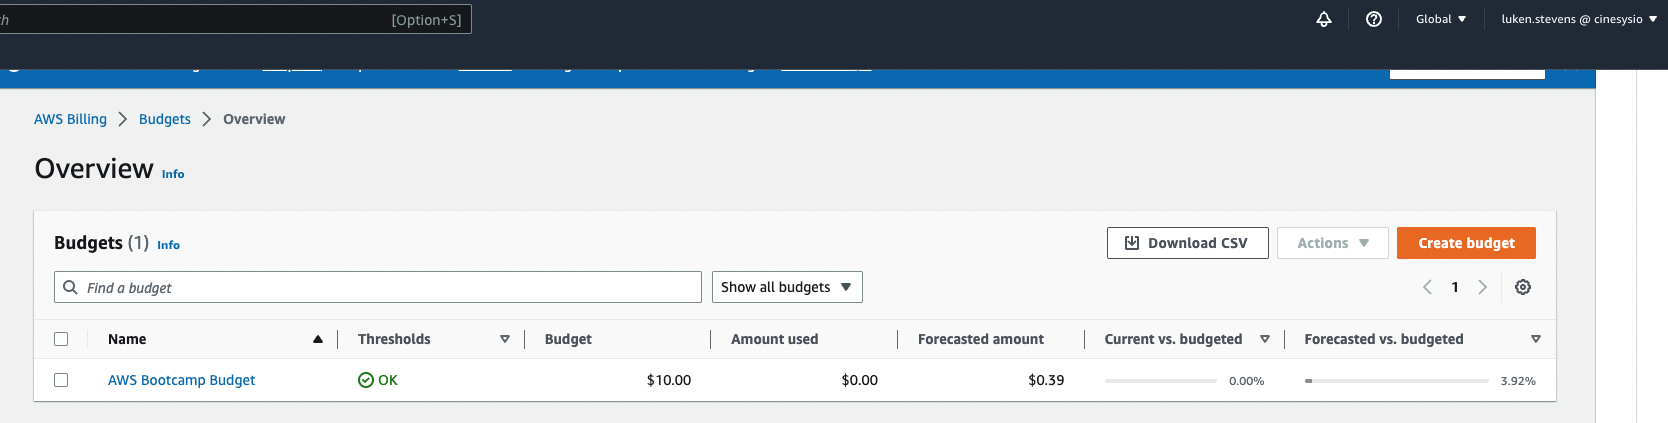 h [Option+S] Global luken.stevens @ cinesysio
AWS Billing Budgets Overview
Overview Info
Budgets (1) Info Download CSV Actions Create budget
Find a budget Show all budgets 1
Name Thresholds Budget Amount used Forecasted amount Current vs. budgeted Forecasted vs. budgeted
AWS Bootcamp Budget OK $10.00 $0.00 $0.39 0.00% 3.92%